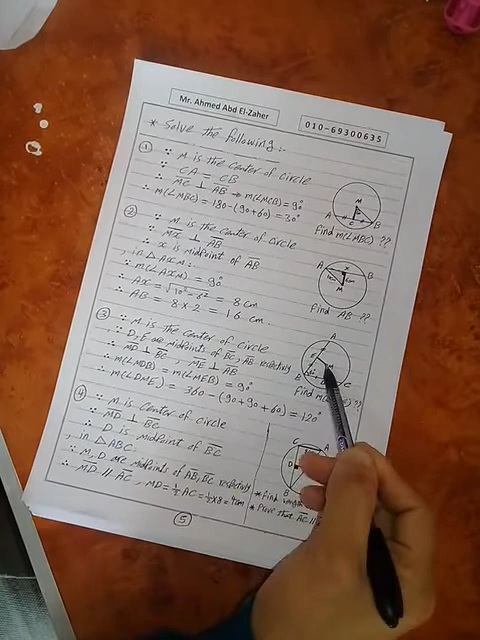 Mr. Ahmed Abd El-Zaher
010-69300635
* Solve the following:-
1
∵ M is the center of circle
∵ CA = CB
∴ MC ⊥ AB → m(∠MCB) = 90°
∴ m(∠MBC) = 180-(90+60) = 30°
M
A
C
B
Find m(∠MBC) ??
2
∵ M is the center of circle
∵ MX ⊥ AB
∴ X is midpoint of AB
, in △AXM:
∵ m(∠AXM) = 90
∴ AX = √10²-6² = 8 cm
∴ AB = 8 × 2 = 16 cm.
A
X
B
M
Find AB ??
3
∵ M is the center of circle
∵ D, E are midpoints of BC, AB respectively
∴ MD ⊥ BC, ME ⊥ AB
∴ m(∠MDB) = m(∠MEB) = 90°
∴ m(∠DME) = 360 - (90+90+60) = 120°
A
E
M
B
C
Find m(∠ ??
4
∵ M is center of circle
∵ MD ⊥ BC
∴ D is midpoint of BC
, in △ABC:
∵ M, D are midpoints of AB, BC respectively
∴ MD // AC, MD = ½ AC = ½ × 8 = 4 cm
C
D
B
* Find
* Prove that AC //
5